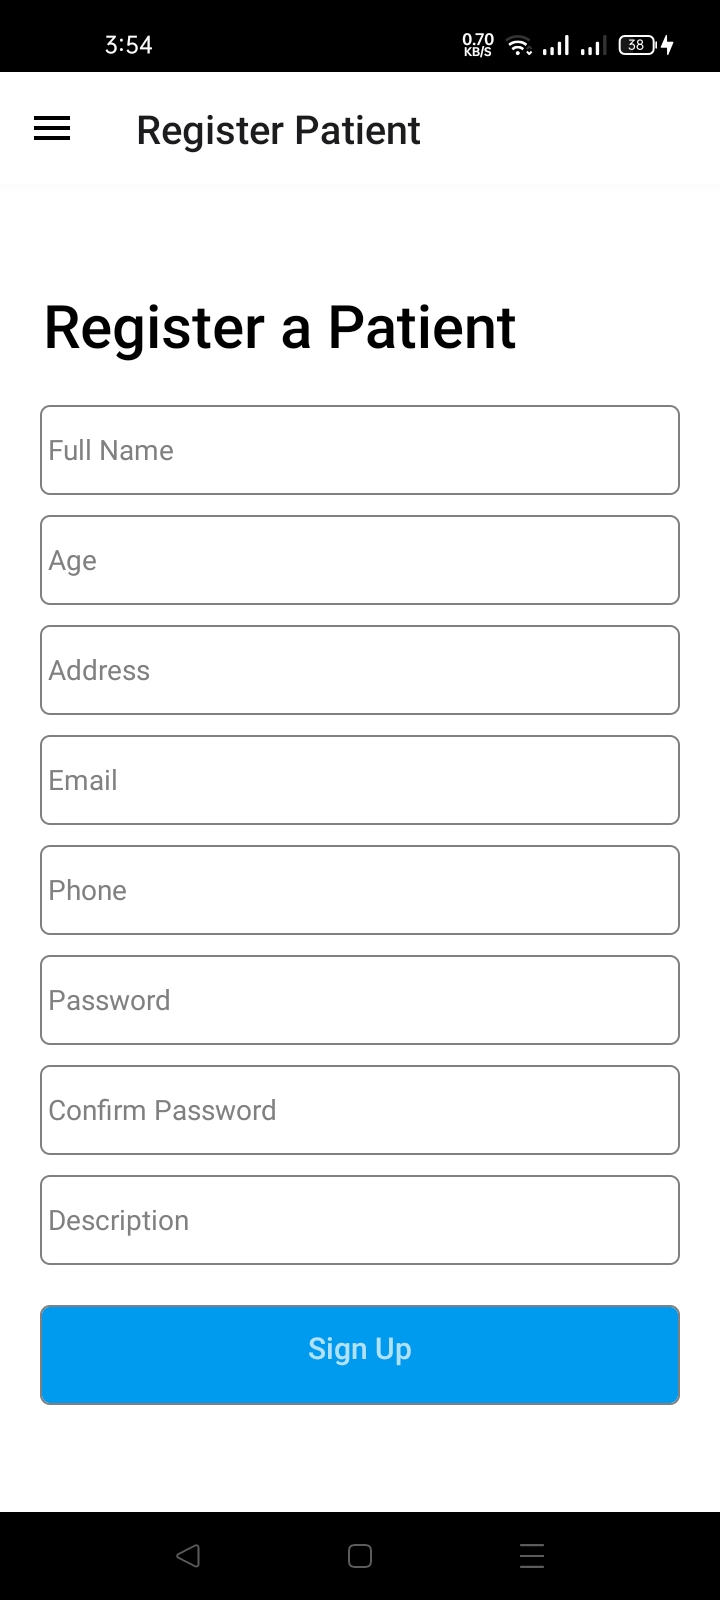 3:54
0.70
KB/S
38
Register Patient
Register a Patient
Full Name
Age
Address
Email
Phone
Password
Confirm Password
Description
Sign Up